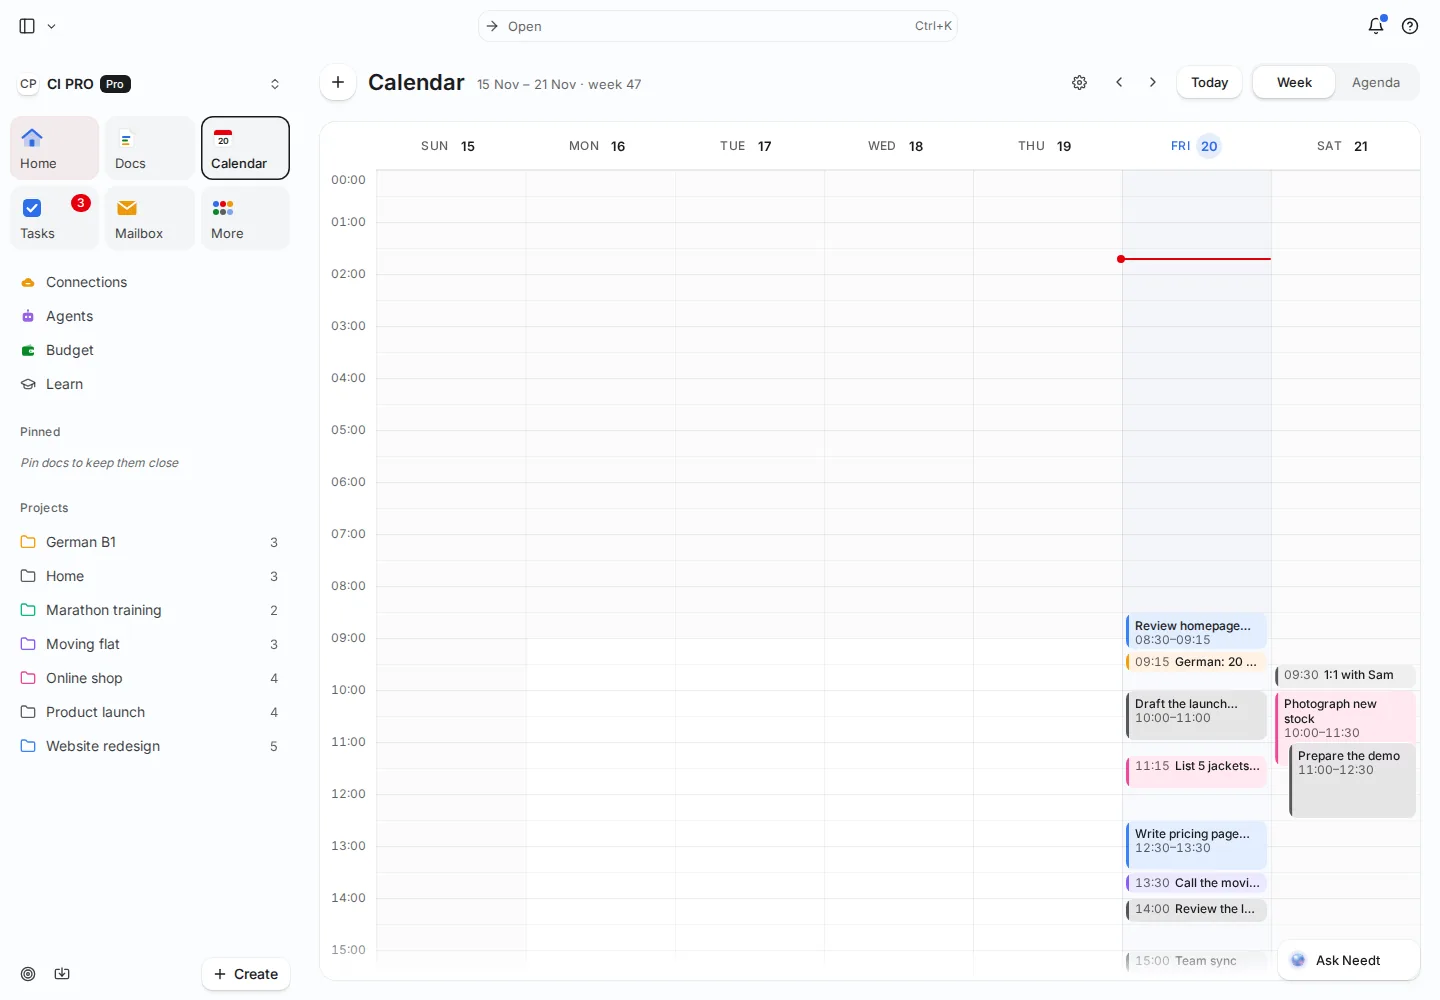 Open
Ctrl+K
CP CI PRO Pro
Home
Docs
20
Calendar
Tasks
3
Mailbox
More
Connections
Agents
Budget
Learn
Pinned
Pin docs to keep them close
Projects
German B1 3
Home 3
Marathon training 2
Moving flat 3
Online shop 4
Product launch 4
Website redesign 5
Create
Calendar 15 Nov – 21 Nov · week 47
Today
Week
Agenda
SUN 15
MON 16
TUE 17
WED 18
THU 19
FRI 20
SAT 21
00:00
01:00
02:00
03:00
04:00
05:00
06:00
07:00
08:00
09:00
10:00
11:00
12:00
13:00
14:00
15:00
Review homepage...
08:30–09:15
09:15 German: 20 ...
Draft the launch...
10:00–11:00
11:15 List 5 jackets...
Write pricing page...
12:30–13:30
13:30 Call the movi...
14:00 Review the l...
15:00 Team sync
09:30 1:1 with Sam
Photograph new
stock
10:00–11:30
Prepare the demo
11:00–12:30
Ask Needt